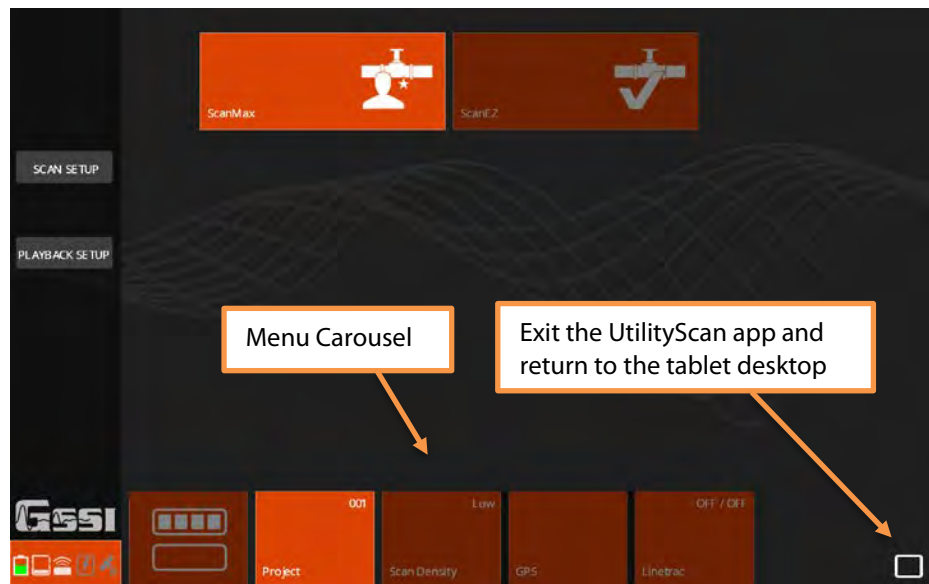 ScanMax
ScanEZ
SCAN SETUP
PLAYBACK SETUP
Menu Carousel
Exit the UtilityScan app and
return to the tablet desktop
GSSI
001
Project
Low
Scan Density
GPS
OFF / OFF
Linetrac